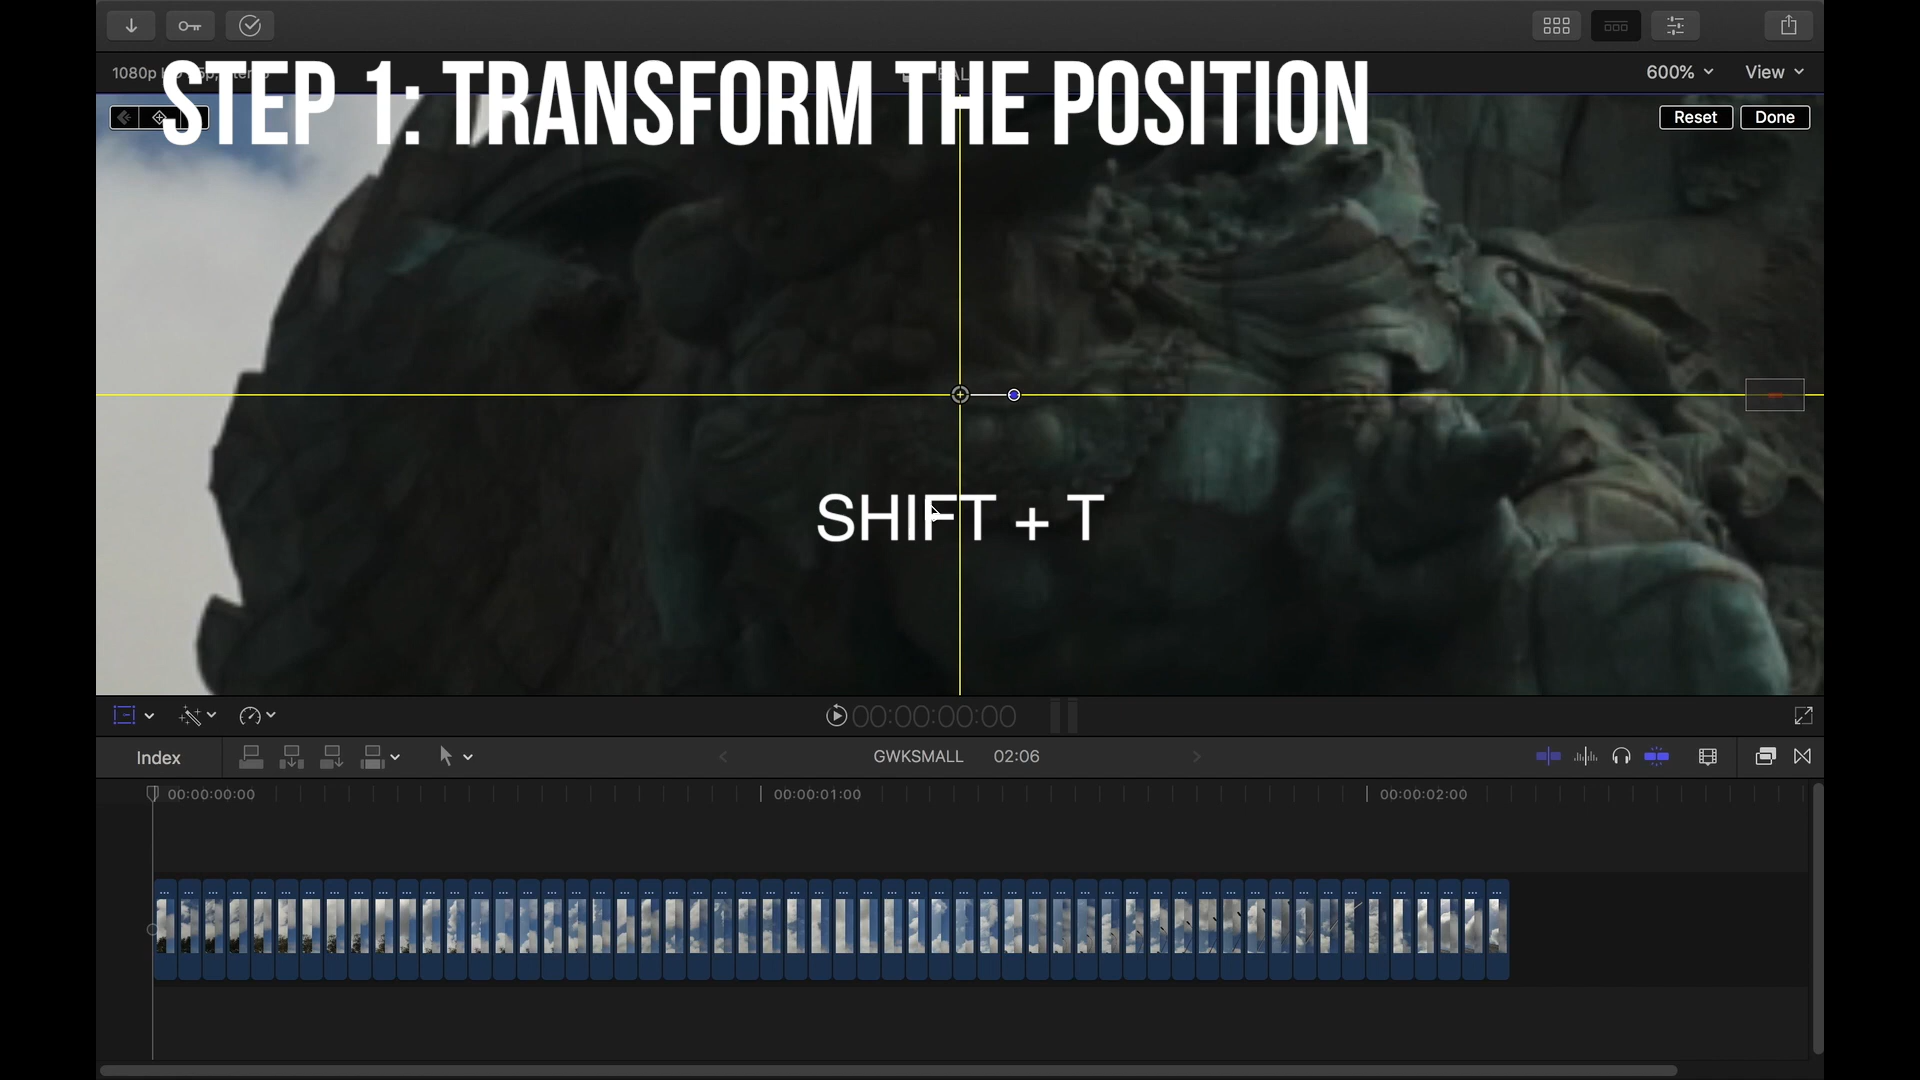 1080p
STEP 1: TRANSFORM THE POSITION
600%
View
Reset
Done
SHIFT + T
00:00:00:00
Index
GWKSMALL
02:06
00:00:00:00
00:00:01:00
00:00:02:00